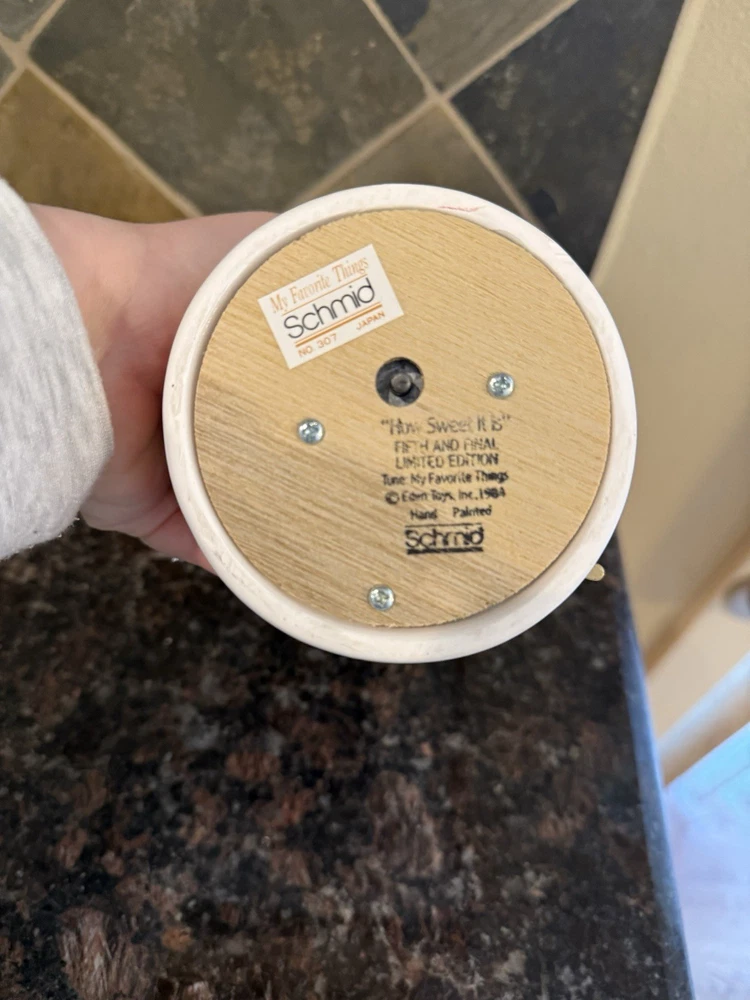 My Favorite Things
Schmid
NO. 307 JAPAN
"How Sweet It Is"
FIFTH AND FINAL
LIMITED EDITION
Tune: My Favorite Things
© Eden Toys, Inc. 1984
Hand Painted
Schmid